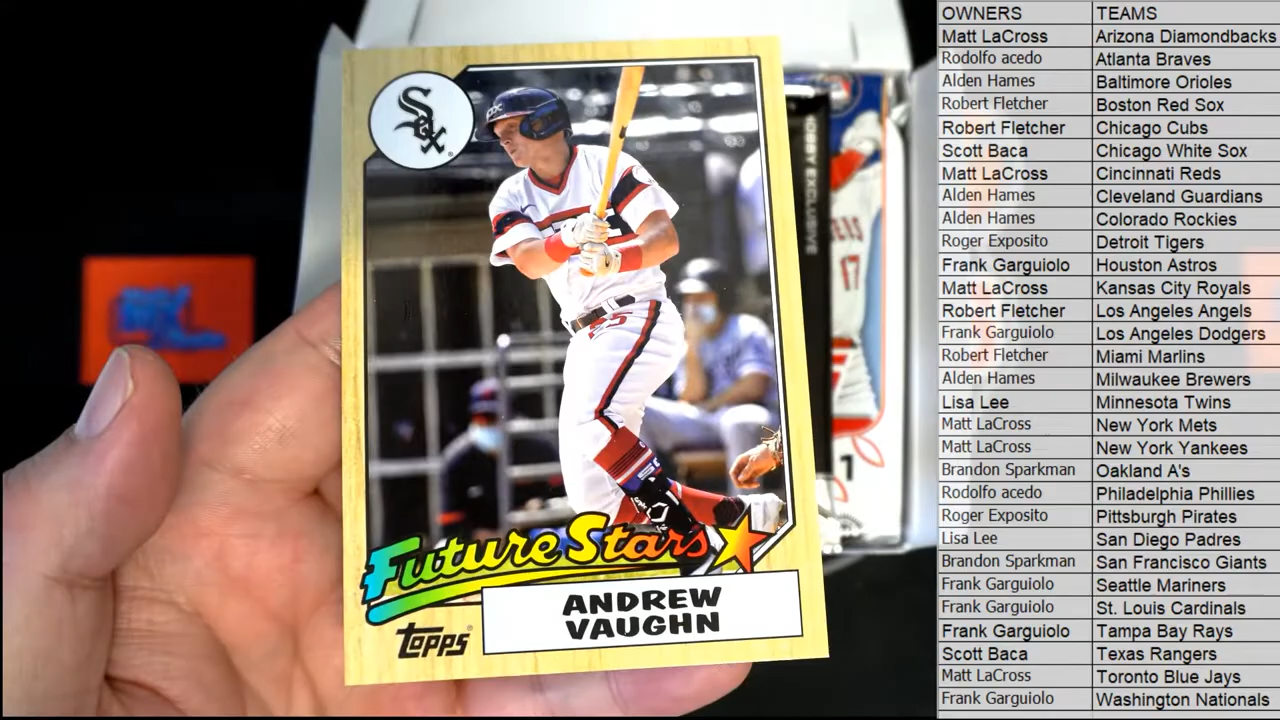 Sox
Future Stars
ANDREW
VAUGHN
TOPPS
25
HOBBY EXCLUSIVE
17
1
OWNERS TEAMS
Matt LaCross Arizona Diamondbacks
Rodolfo acedo Atlanta Braves
Alden Hames Baltimore Orioles
Robert Fletcher Boston Red Sox
Robert Fletcher Chicago Cubs
Scott Baca Chicago White Sox
Matt LaCross Cincinnati Reds
Alden Hames Cleveland Guardians
Alden Hames Colorado Rockies
Roger Exposito Detroit Tigers
Frank Garguiolo Houston Astros
Matt LaCross Kansas City Royals
Robert Fletcher Los Angeles Angels
Frank Garguiolo Los Angeles Dodgers
Robert Fletcher Miami Marlins
Alden Hames Milwaukee Brewers
Lisa Lee Minnesota Twins
Matt LaCross New York Mets
Matt LaCross New York Yankees
Brandon Sparkman Oakland A's
Rodolfo acedo Philadelphia Phillies
Roger Exposito Pittsburgh Pirates
Lisa Lee San Diego Padres
Brandon Sparkman San Francisco Giants
Frank Garguiolo Seattle Mariners
Frank Garguiolo St. Louis Cardinals
Frank Garguiolo Tampa Bay Rays
Scott Baca Texas Rangers
Matt LaCross Toronto Blue Jays
Frank Garguiolo Washington Nationals